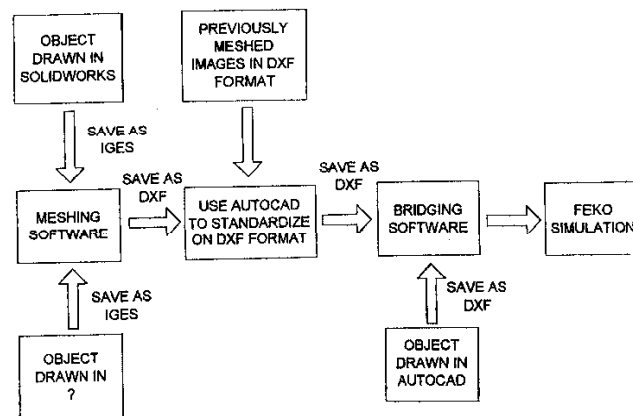 OBJECT
DRAWN IN
SOLIDWORKS
PREVIOUSLY
MESHED
IMAGES IN DXF
FORMAT
SAVE AS
IGES
SAVE AS
DXF
SAVE AS
DXF
MESHING
SOFTWARE
USE AUTOCAD
TO STANDARDIZE
ON DXF FORMAT
BRIDGING
SOFTWARE
FEKO
SIMULATION
SAVE AS
IGES
SAVE AS
DXF
OBJECT
DRAWN IN
?
OBJECT
DRAWN IN
AUTOCAD